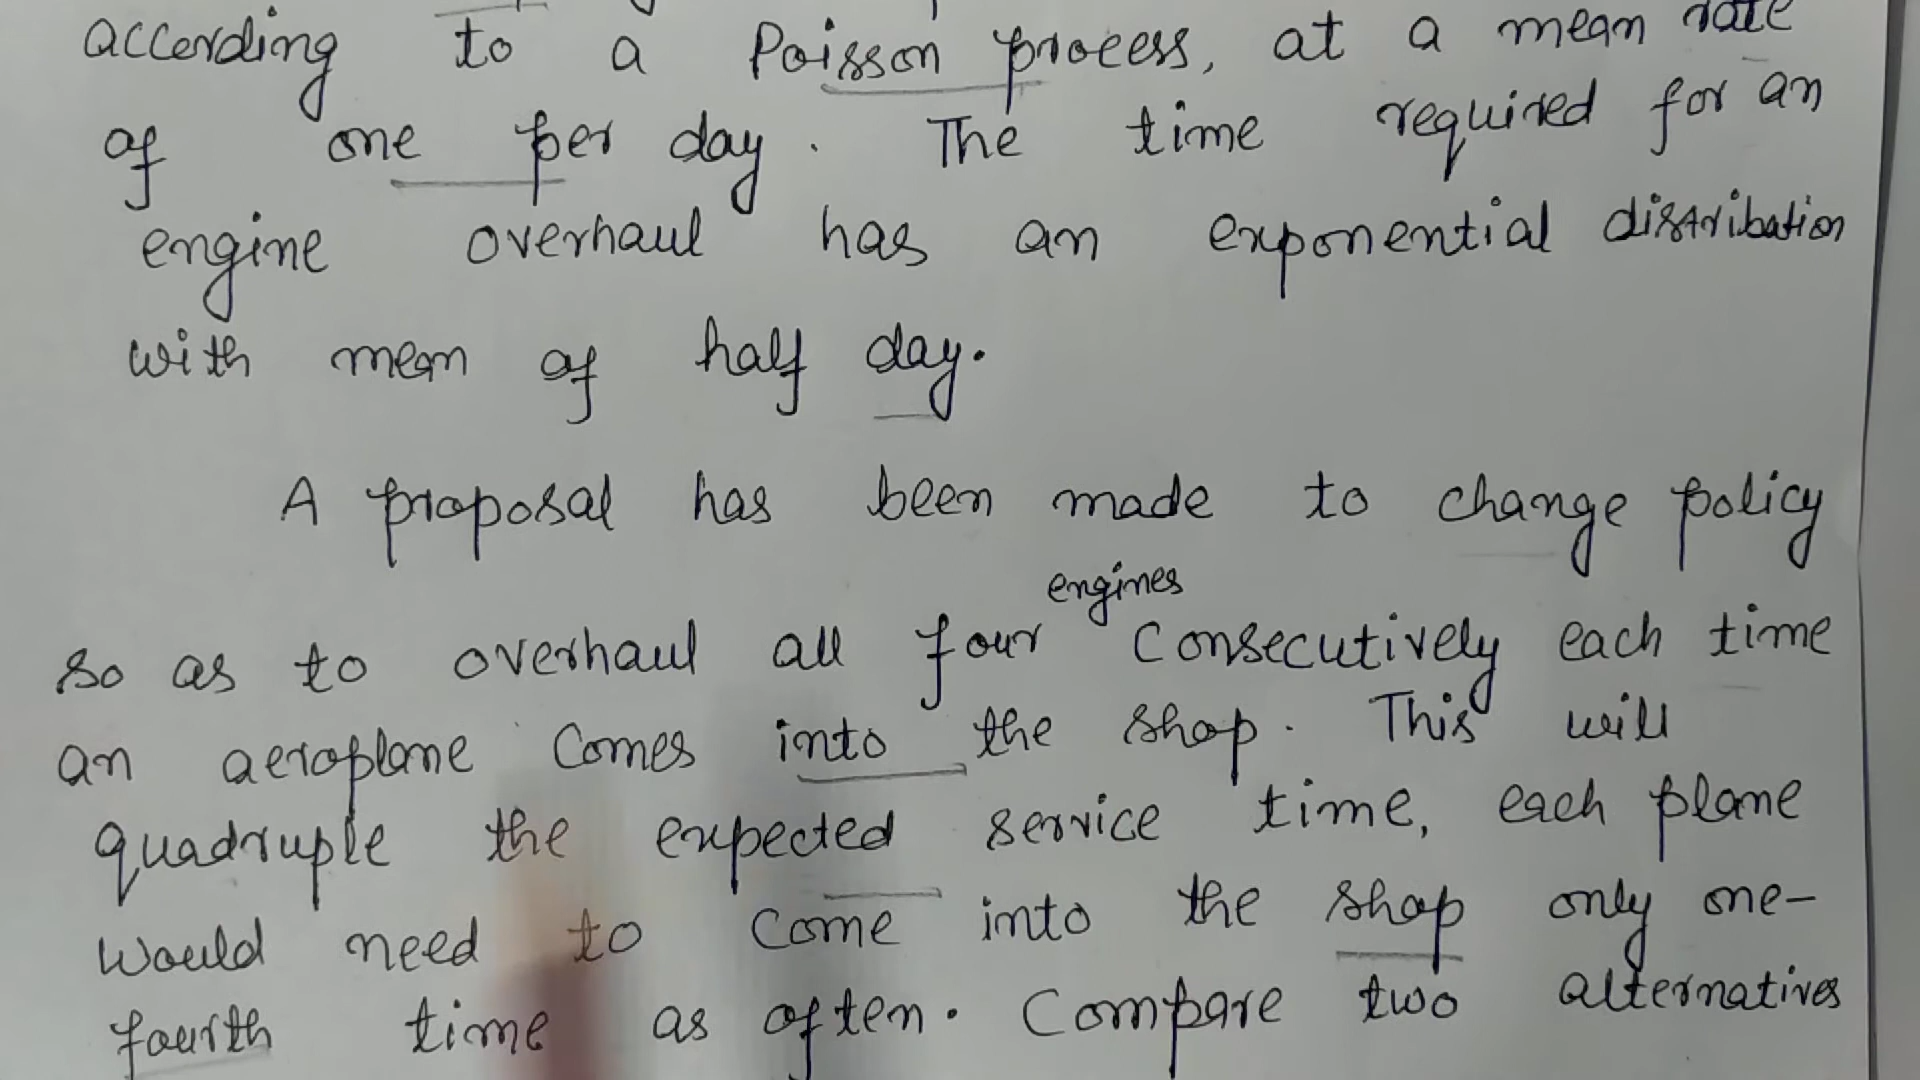 according to a Poisson process, at a mean rate
of one per day. The time required for an
engine overhaul has an exponential distribation
with mean of half day.
A proposal has been made to change policy
engines
so as to overhaul all four consecutively each time
an aeroplane comes into the shop. This will
quadruple the expected service time, each plane
would need to come into the shop only one-
fourth time as often. Compare two alternatives